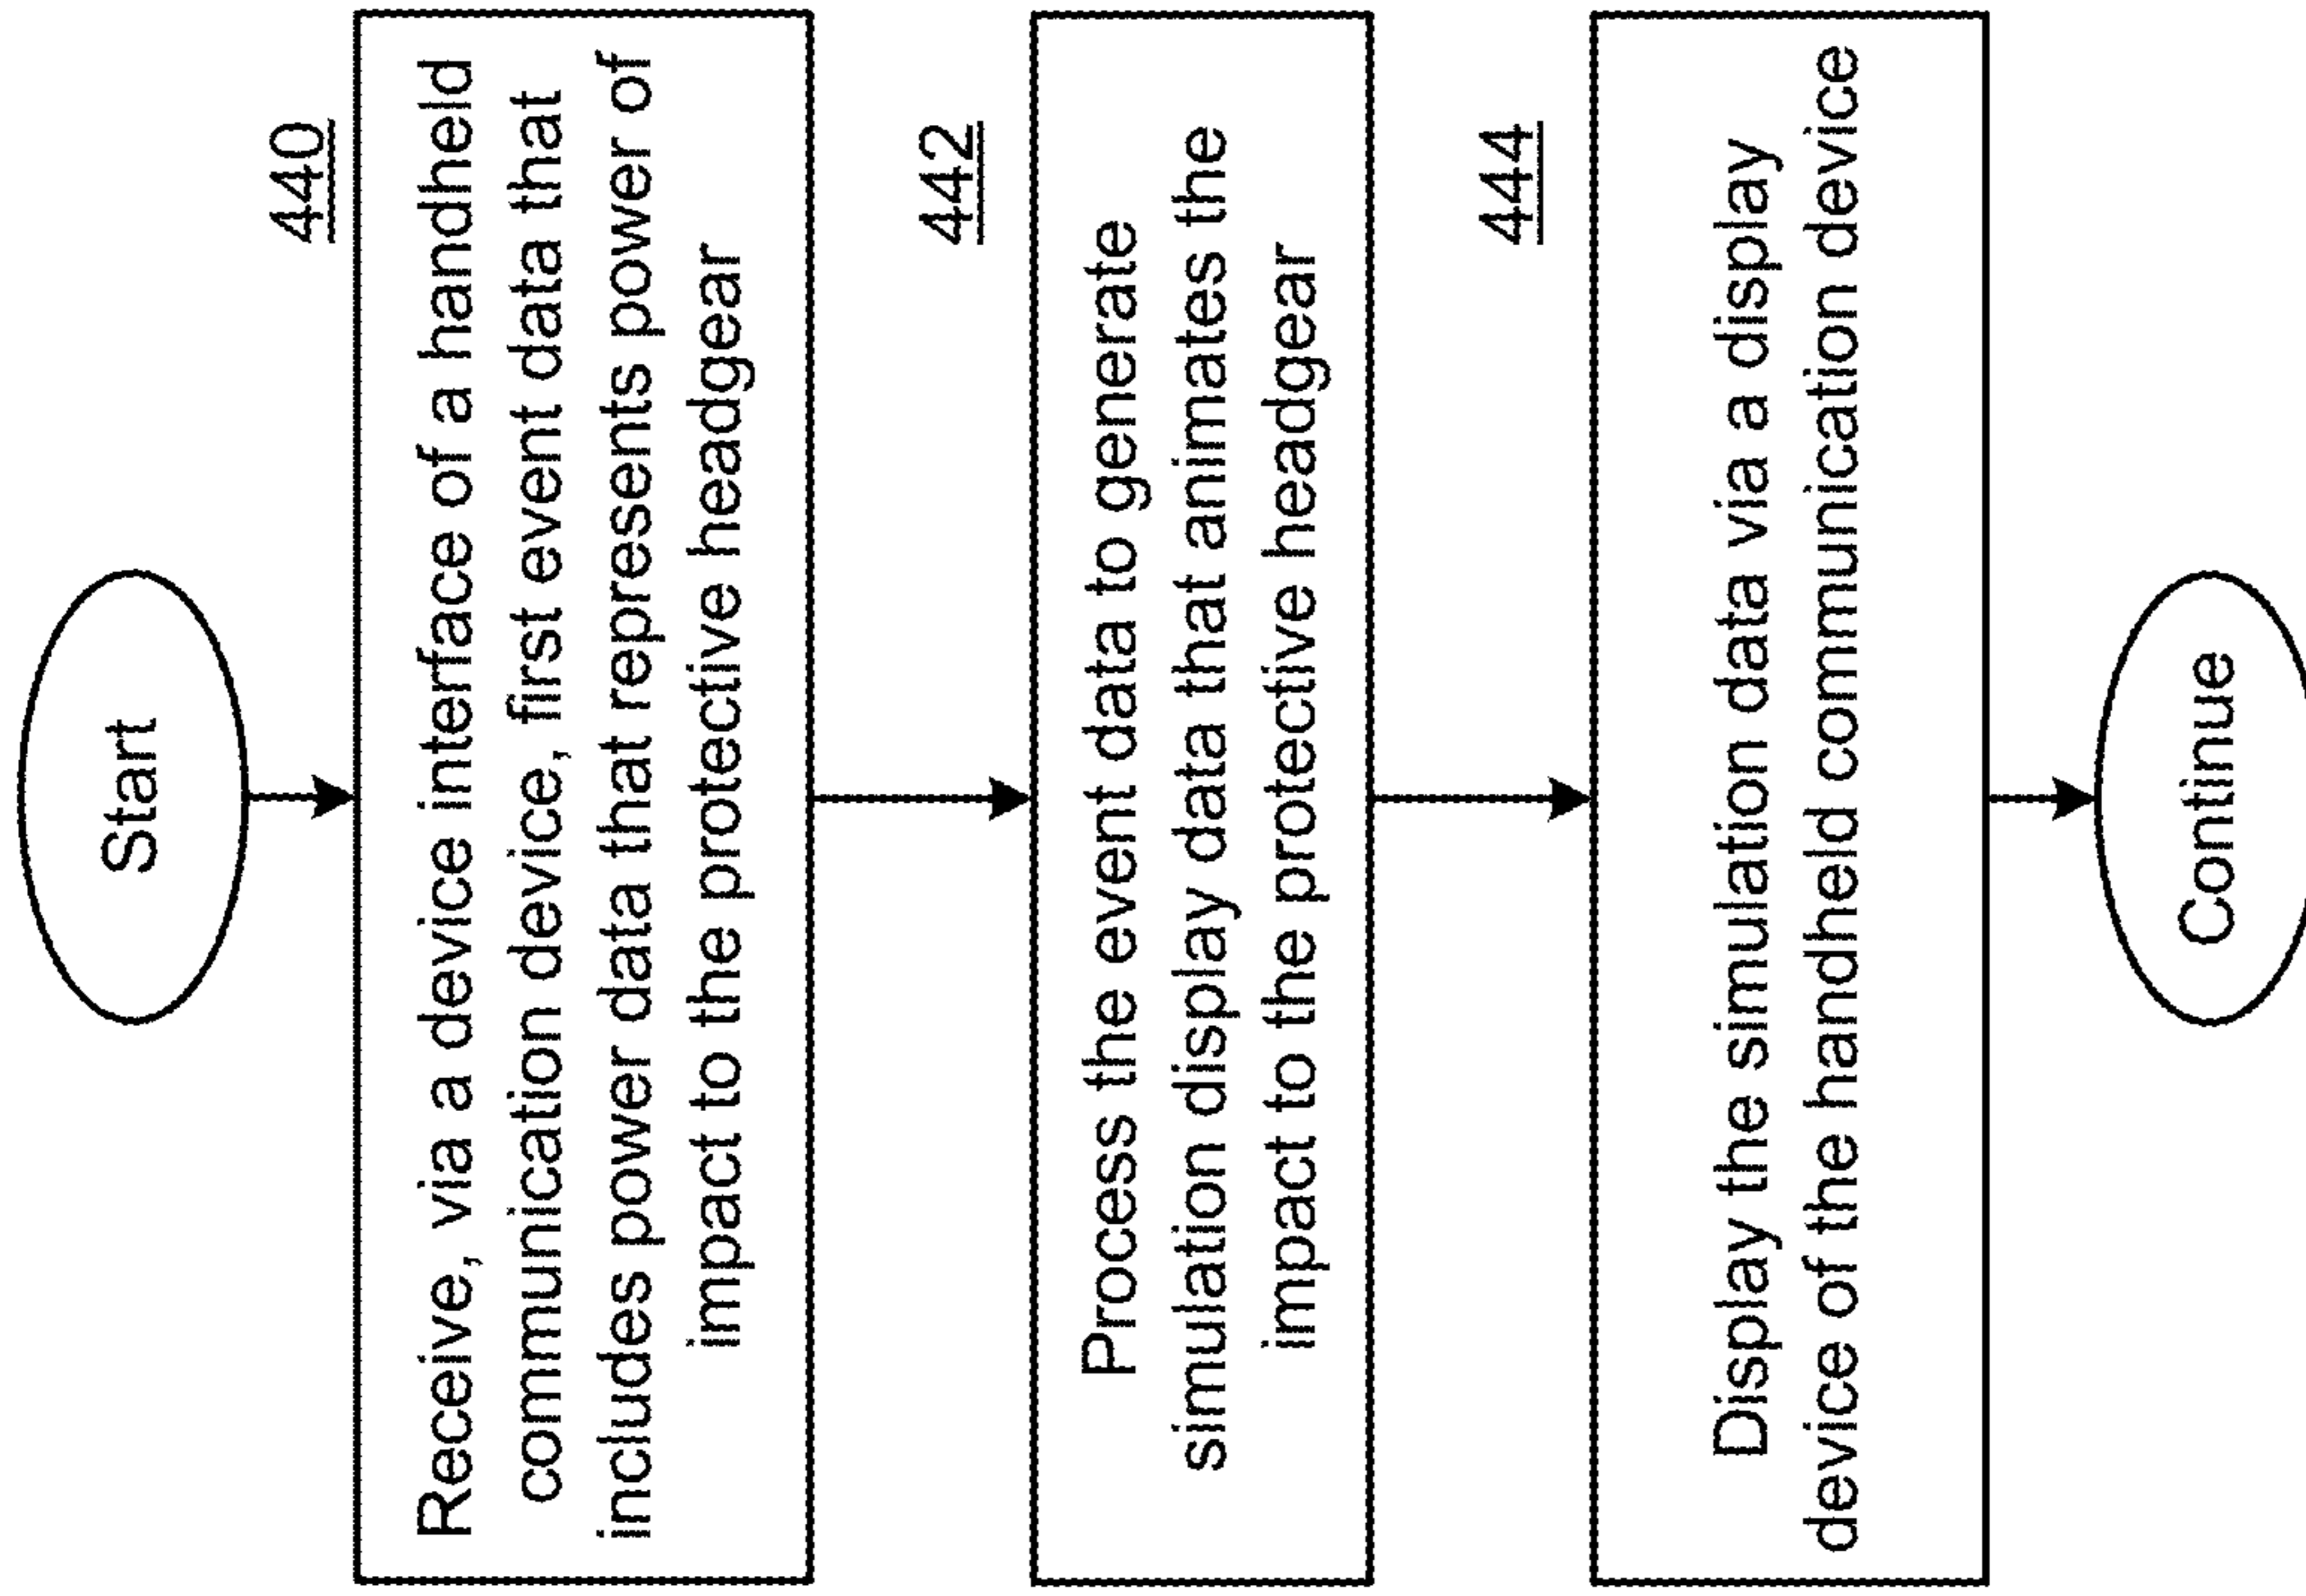 Start
440
Receive, via a device interface of a handheld
communication device, first event data that
includes power data that represents power of
impact to the protective headgear
442
Process the event data to generate
simulation display data that animates the
impact to the protective headgear
444
Display the simulation data via a display
device of the handheld communication device
Continue